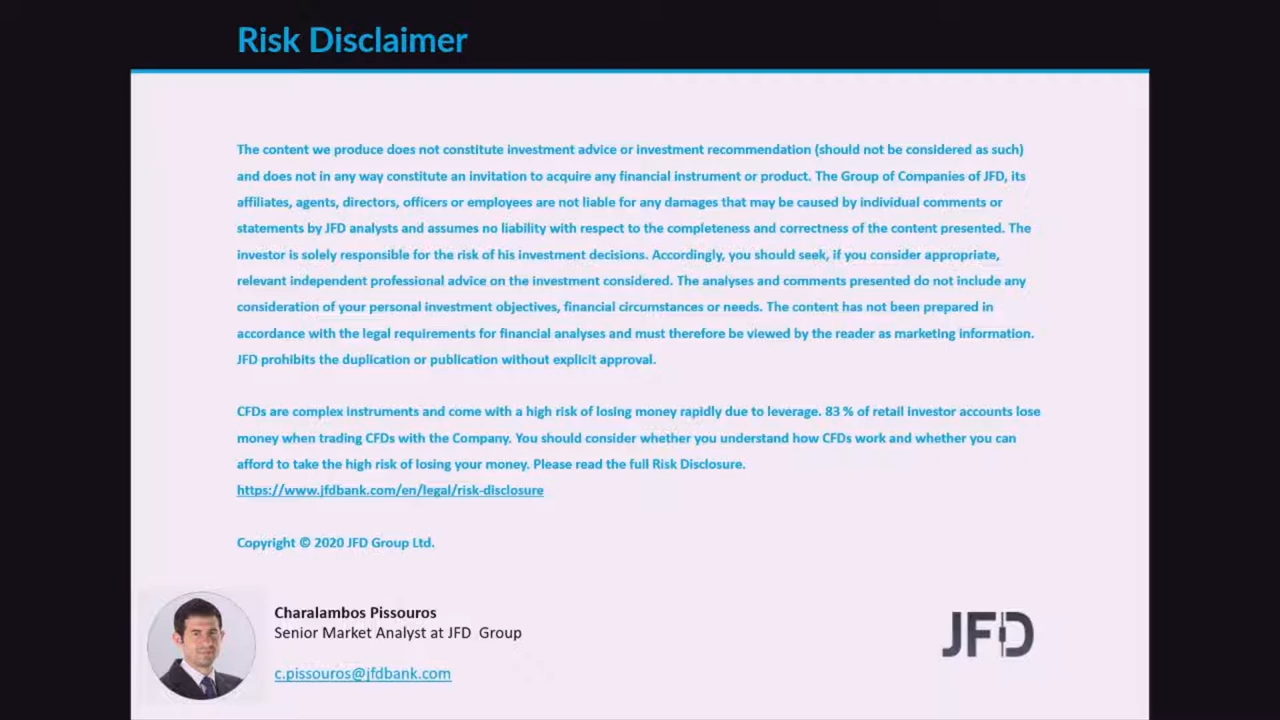 Risk Disclaimer
The content we produce does not constitute investment advice or investment recommendation (should not be considered as such)
and does not in any way constitute an invitation to acquire any financial instrument or product. The Group of Companies of JFD, its
affiliates, agents, directors, officers or employees are not liable for any damages that may be caused by individual comments or
statements by JFD analysts and assumes no liability with respect to the completeness and correctness of the content presented. The
investor is solely responsible for the risk of his investment decisions. Accordingly, you should seek, if you consider appropriate,
relevant independent professional advice on the investment considered. The analyses and comments presented do not include any
consideration of your personal investment objectives, financial circumstances or needs. The content has not been prepared in
accordance with the legal requirements for financial analyses and must therefore be viewed by the reader as marketing information.
JFD prohibits the duplication or publication without explicit approval.
CFDs are complex instruments and come with a high risk of losing money rapidly due to leverage. 83 % of retail investor accounts lose
money when trading CFDs with the Company. You should consider whether you understand how CFDs work and whether you can
afford to take the high risk of losing your money. Please read the full Risk Disclosure.
https://www.jfdbank.com/en/legal/risk-disclosure
Copyright © 2020 JFD Group Ltd.
Charalambos Pissouros
Senior Market Analyst at JFD Group
c.pissouros@jfdbank.com
JFD